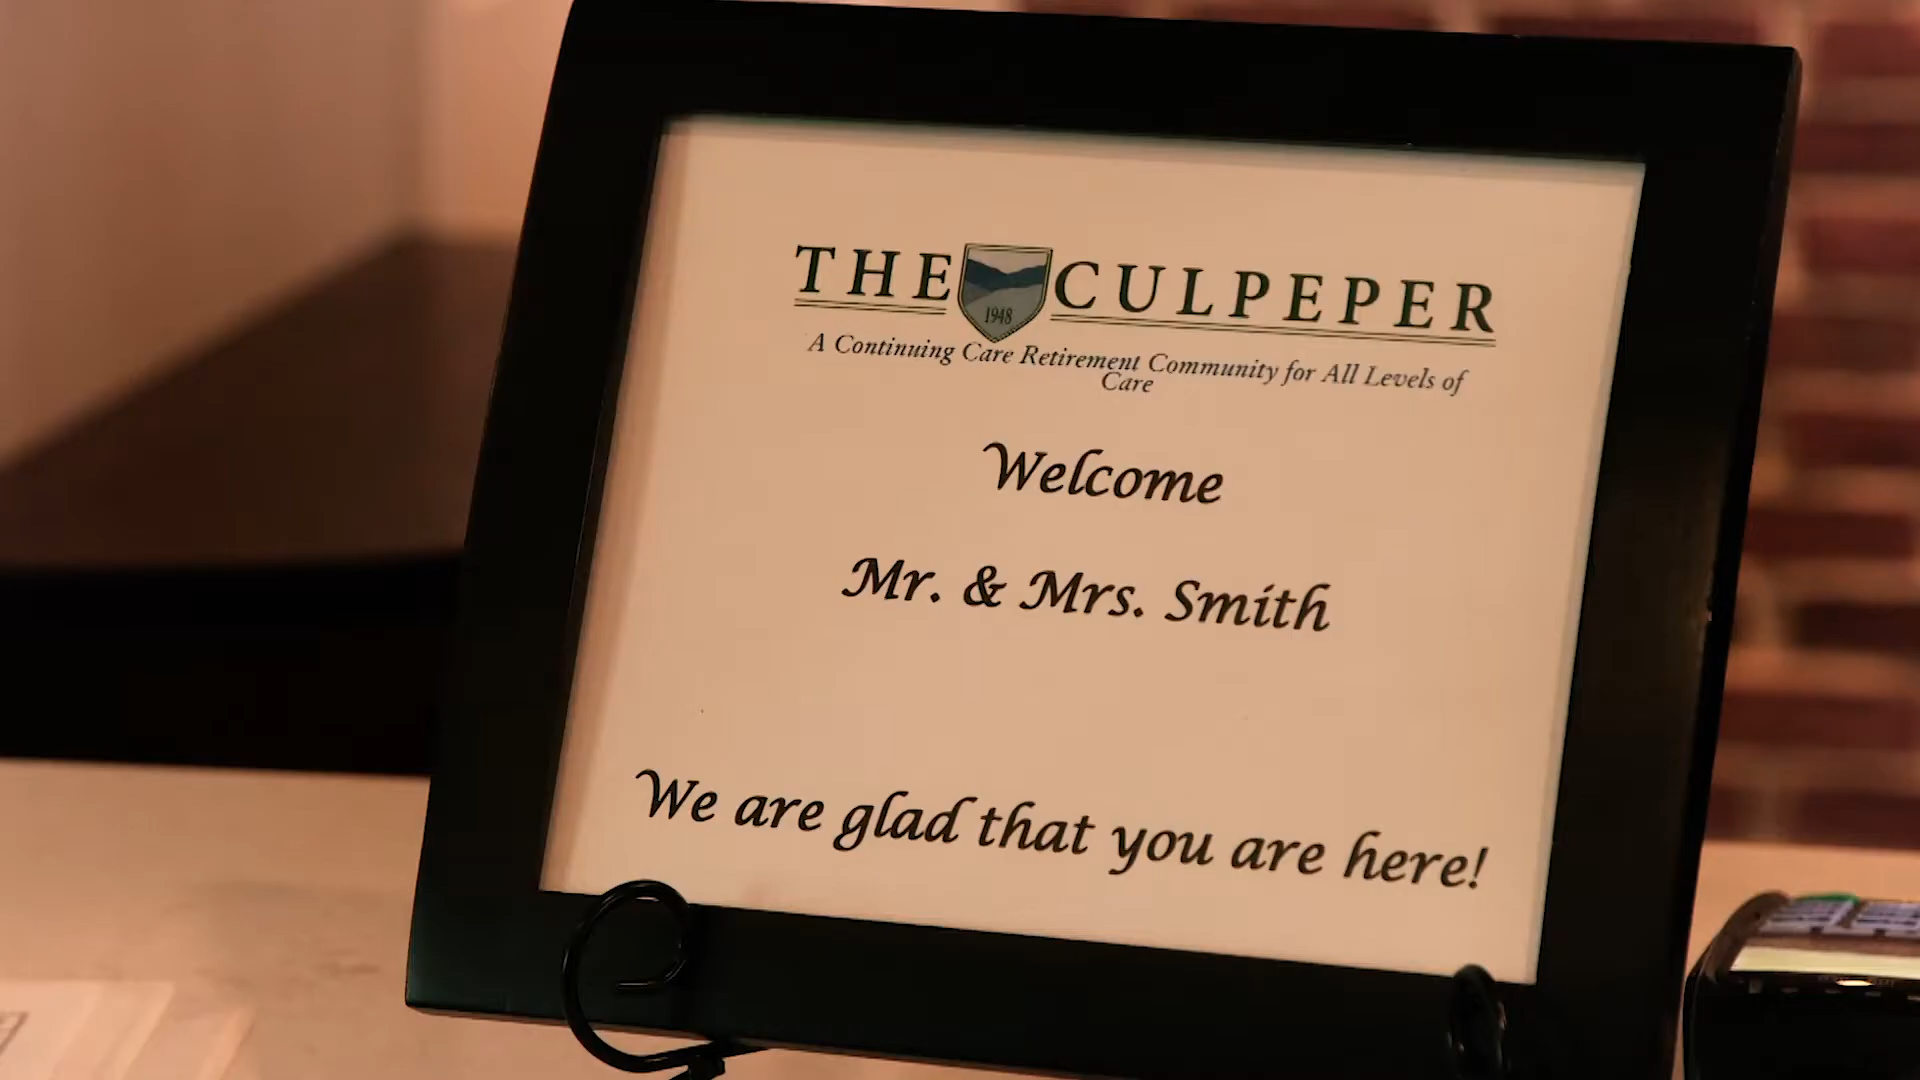 THE CULPEPER
1948
A Continuing Care Retirement Community for All Levels of
Care
Welcome
Mr. & Mrs. Smith
We are glad that you are here!